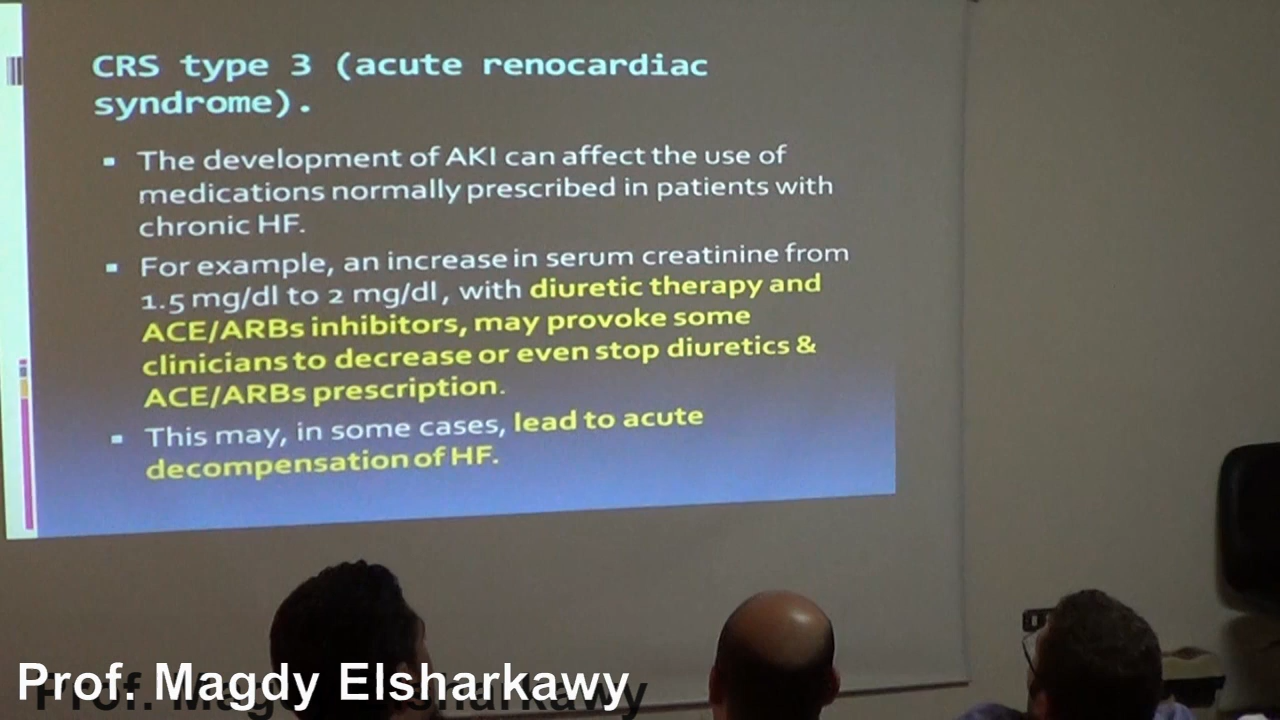 CRS type 3 (acute renocardiac
syndrome).
The development of AKI can affect the use of
medications normally prescribed in patients with
chronic HF.
For example, an increase in serum creatinine from
1.5 mg/dl to 2 mg/dl, with diuretic therapy and
ACE/ARBs inhibitors, may provoke some
clinicians to decrease or even stop diuretics &
ACE/ARBs prescription.
This may, in some cases, lead to acute
decompensation of HF.
Prof. Magdy Elsharkawy